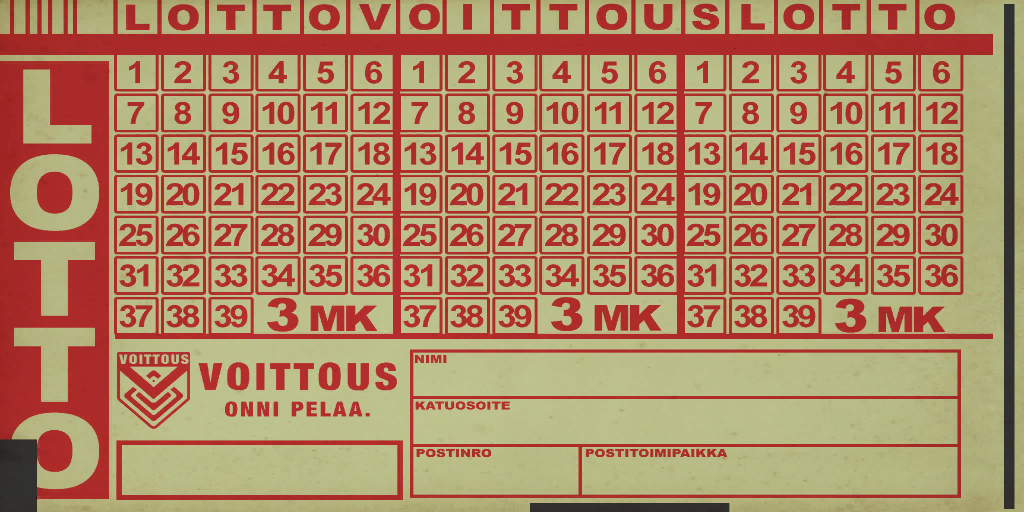 LOTTOVOITTOUSLOTTO
LOTTO
1 2 3 4 5 6 1 2 3 4 5 6 1 2 3 4 5 6
7 8 9 10 11 12 7 8 9 10 11 12 7 8 9 10 11 12
13 14 15 16 17 18 13 14 15 16 17 18 13 14 15 16 17 18
19 20 21 22 23 24 19 20 21 22 23 24 19 20 21 22 23 24
25 26 27 28 29 30 25 26 27 28 29 30 25 26 27 28 29 30
31 32 33 34 35 36 31 32 33 34 35 36 31 32 33 34 35 36
37 38 39 3 MK 37 38 39 3 MK 37 38 39 3 MK
VOITTOUS
VOITTOUS
ONNI PELAA.
NIMI
KATUOSOITE
POSTINRO
POSTITOIMIPAIKKA